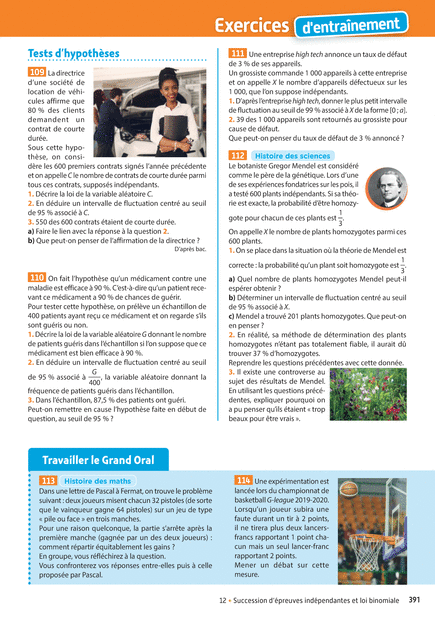 Exercices d'entraînement
Tests d'hypothèses
109 La directrice
d'une société de
location de véhi-
cules affirme que
80 % des clients
demandent un
contrat de courte
durée.
Sous cette hypo-
thèse, on consi-
dère les 600 premiers contrats signés l'année précédente
et on appelle C le nombre de contrats de courte durée parmi
tous ces contrats, supposés indépendants.
1. Décrire la loi de la variable aléatoire C.
2. En déduire un intervalle de fluctuation centré au seuil
de 95 % associé à C.
3. 550 des 600 contrats étaient de courte durée.
a) Faire le lien avec la réponse à la question 2.
b) Que peut-on penser de l'affirmation de la directrice ?
D'après bac.
110 On fait l'hypothèse qu'un médicament contre une
maladie est efficace à 90 %. C'est-à-dire qu'un patient rece-
vant ce médicament a 90 % de chances de guérir.
Pour tester cette hypothèse, on prélève un échantillon de
400 patients ayant reçu ce médicament et on regarde s'ils
sont guéris ou non.
1. Décrire la loi de la variable aléatoire G donnant le nombre
de patients guéris dans l'échantillon si l'on suppose que ce
médicament est bien efficace à 90 %.
2. En déduire un intervalle de fluctuation centré au seuil
de 95 % associé à G/400, la variable aléatoire donnant la
fréquence de patients guéris dans l'échantillon.
3. Dans l'échantillon, 87,5 % des patients ont guéri.
Peut-on remettre en cause l'hypothèse faite en début de
question, au seuil de 95 % ?
111 Une entreprise high tech annonce un taux de défaut
de 3 % de ses appareils.
Un grossiste commande 1 000 appareils à cette entreprise
et on appelle X le nombre d'appareils défectueux sur les
1 000, que l'on suppose indépendants.
1. D'après l'entreprise high tech, donner le plus petit intervalle
de fluctuation au seuil de 99 % associé à X de la forme [0 ; a].
2. 39 des 1 000 appareils sont retournés au grossiste pour
cause de défaut.
Que peut-on penser du taux de défaut de 3 % annoncé ?
112 Histoire des sciences
Le botaniste Gregor Mendel est considéré
comme le père de la génétique. Lors d'une
de ses expériences fondatrices sur les pois, il
a testé 600 plants indépendants. Si sa théo-
rie est exacte, la probabilité d'être homozy-
gote pour chacun de ces plants est 1/3.
On appelle X le nombre de plants homozygotes parmi ces
600 plants.
1. On se place dans la situation où la théorie de Mendel est
correcte : la probabilité qu'un plant soit homozygote est 1/3.
a) Quel nombre de plants homozygotes Mendel peut-il
espérer obtenir ?
b) Déterminer un intervalle de fluctuation centré au seuil
de 95 % associé à X.
c) Mendel a trouvé 201 plants homozygotes. Que peut-on
en penser ?
2. En réalité, sa méthode de détermination des plants
homozygotes n'étant pas totalement fiable, il aurait dû
trouver 37 % d'homozygotes.
Reprendre les questions précédentes avec cette donnée.
3. Il existe une controverse au
sujet des résultats de Mendel.
En utilisant les questions précé-
dentes, expliquer pourquoi on
a pu penser qu'ils étaient « trop
beaux pour être vrais ».
Travailler le Grand Oral
113 Histoire des maths
Dans une lettre de Pascal à Fermat, on trouve le problème
suivant : deux joueurs misent chacun 32 pistoles (de sorte
que le vainqueur gagne 64 pistoles) sur un jeu de type
« pile ou face » en trois manches.
Pour une raison quelconque, la partie s'arrête après la
première manche (gagnée par un des deux joueurs) :
comment répartir équitablement les gains ?
En groupe, vous réfléchirez à la question.
Vous confronterez vos réponses entre-elles puis à celle
proposée par Pascal.
114 Une expérimentation est
lancée lors du championnat de
basketball G-league 2019-2020.
Lorsqu'un joueur subira une
faute durant un tir à 2 points,
il ne tirera plus deux lancers-
francs rapportant 1 point cha-
cun mais un seul lancer-franc
rapportant 2 points.
Mener un débat sur cette
mesure.
12 • Succession d'épreuves indépendantes et loi binomiale 391